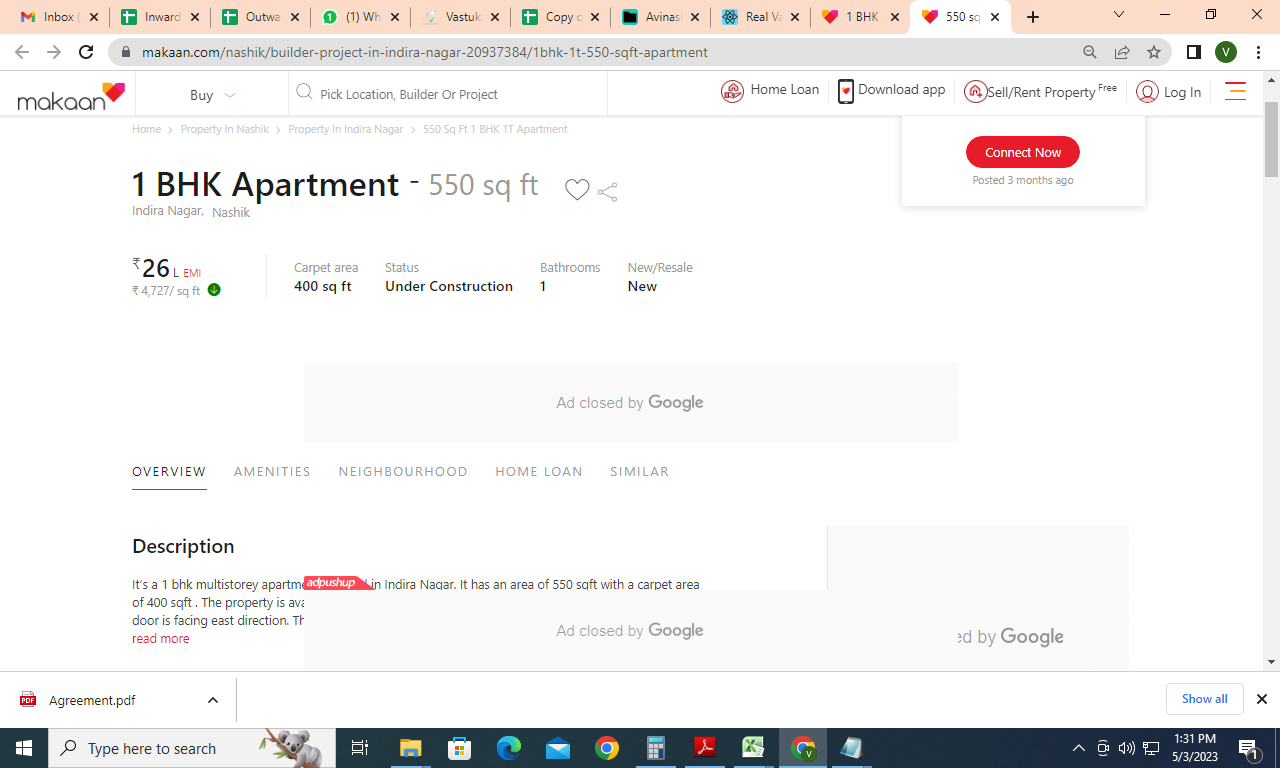 Inbox (
Inward
Outwa
(1) Wh
Vastuk
Copy c
Avinas
Real Va
1 BHK
550 sq
makaan.com/nashik/builder-project-in-indira-nagar-20937384/1bhk-1t-550-sqft-apartment
V
makaan
Buy
Pick Location, Builder Or Project
Home Loan
Download app
Sell/Rent Property Free
Log In
Home > Property In Nashik > Property In Indira Nagar > 550 Sq Ft 1 BHK 1T Apartment
Connect Now
Posted 3 months ago
1 BHK Apartment - 550 sq ft
Indira Nagar, Nashik
₹26 L EMI
₹ 4,727/ sq ft
Carpet area
400 sq ft
Status
Under Construction
Bathrooms
1
New/Resale
New
Ad closed by Google
OVERVIEW AMENITIES NEIGHBOURHOOD HOME LOAN SIMILAR
Description
It's a 1 bhk multistorey apartme
in Indira Nagar. It has an area of 550 sqft with a carpet area
adpushup
of 400 sqft . The property is ava
door is facing east direction. Th
read more
Ad closed by Google
ed by Google
PDF
Agreement.pdf
Show all
Type here to search
1:31 PM
5/3/2023
1